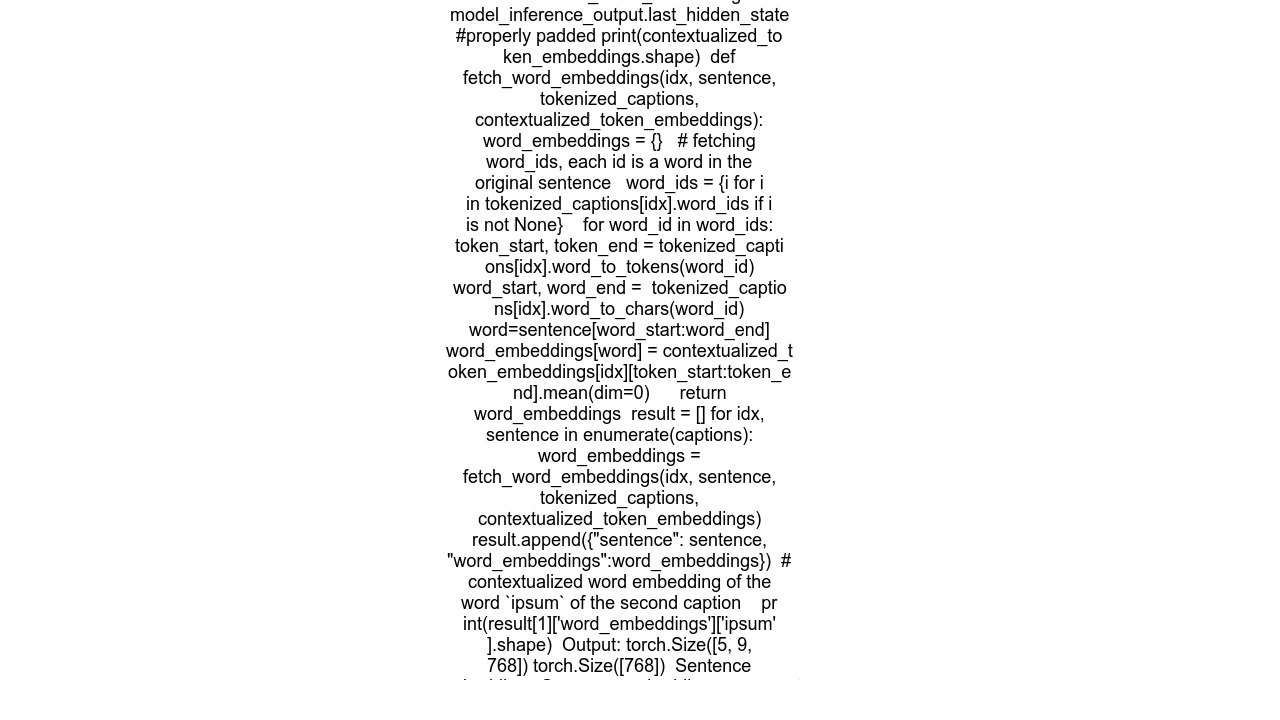 model_inference_output.last_hidden_state
#properly padded print(contextualized_to
ken_embeddings.shape)  def
fetch_word_embeddings(idx, sentence,
tokenized_captions,
contextualized_token_embeddings):
word_embeddings = {}   # fetching
word_ids, each id is a word in the
original sentence   word_ids = {i for i
in tokenized_captions[idx].word_ids if i
is not None}    for word_id in word_ids:
token_start, token_end = tokenized_capti
ons[idx].word_to_tokens(word_id)
word_start, word_end =  tokenized_captio
ns[idx].word_to_chars(word_id)
word=sentence[word_start:word_end]
word_embeddings[word] = contextualized_t
oken_embeddings[idx][token_start:token_e
nd].mean(dim=0)      return
word_embeddings  result = [] for idx,
sentence in enumerate(captions):
word_embeddings =
fetch_word_embeddings(idx, sentence,
tokenized_captions,
contextualized_token_embeddings)
result.append({"sentence": sentence,
"word_embeddings":word_embeddings})  #
contextualized word embedding of the
word `ipsum` of the second caption    pr
int(result[1]['word_embeddings']['ipsum'
].shape)  Output: torch.Size([5, 9,
768]) torch.Size([768])  Sentence